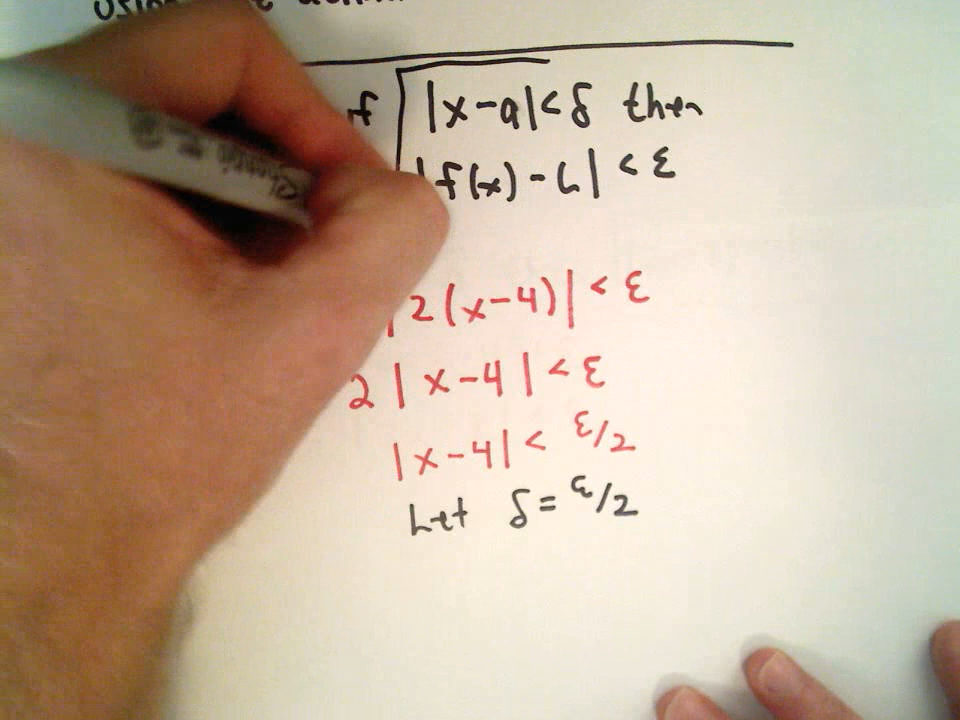 if |x-a|<δ then
|f(x)-L| < ε
|2(x-4)| < ε
2|x-4| < ε
|x-4| < ε/2
Let δ = ε/2